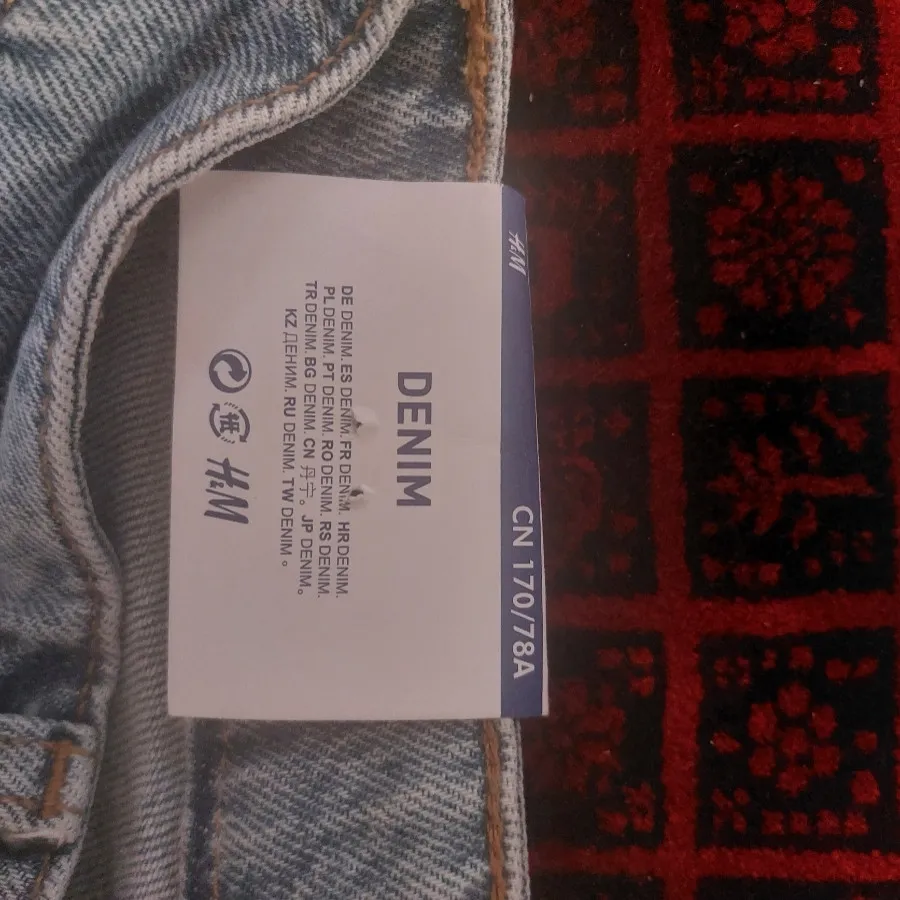 H&M
CN 170/78A
DENIM
DE DENIM. ES DENIM. FR DENIM. HR DENIM.
PL DENIM. PT DENIM. RO DENIM. RS DENIM.
TR DENIM. BG DENIM. CN 丹宁。JP DENIM。
KZ ДЕНИМ. RU DENIM. TW DENIM。
H&M